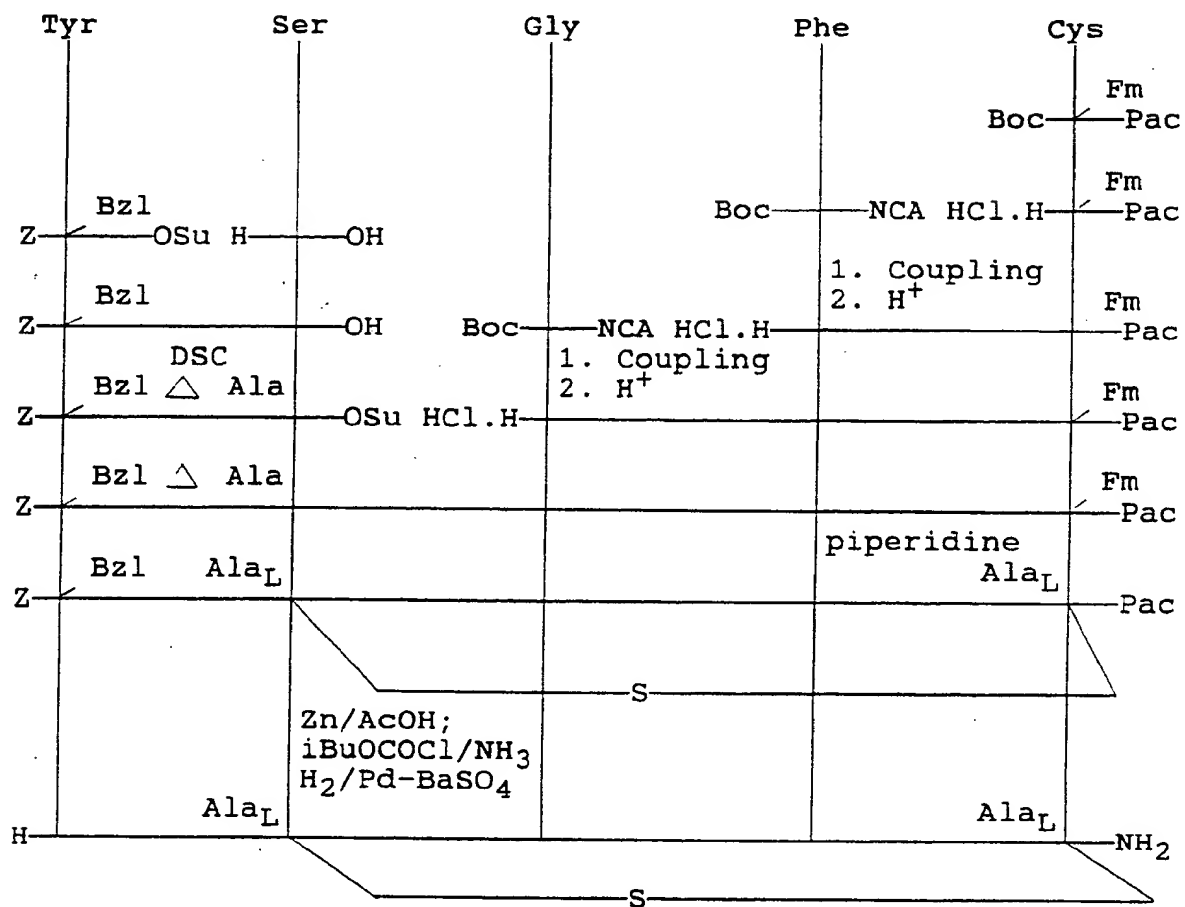 Tyr Ser Gly Phe Cys
Fm
Boc Pac
Bzl Fm
Boc NCA HCl.H Pac
Z OSu H OH
1. Coupling
2. H+
Bzl Fm
Z OH Boc NCA HCl.H Pac
DSC 1. Coupling
Bzl △ Ala 2. H+ Fm
Z OSu HCl.H Pac
Bzl △ Ala Fm
Z Pac
piperidine
Bzl AlaL AlaL
Z Pac
S
Zn/AcOH;
iBuOCOCl/NH3
H2/Pd-BaSO4
AlaL AlaL
H NH2
S